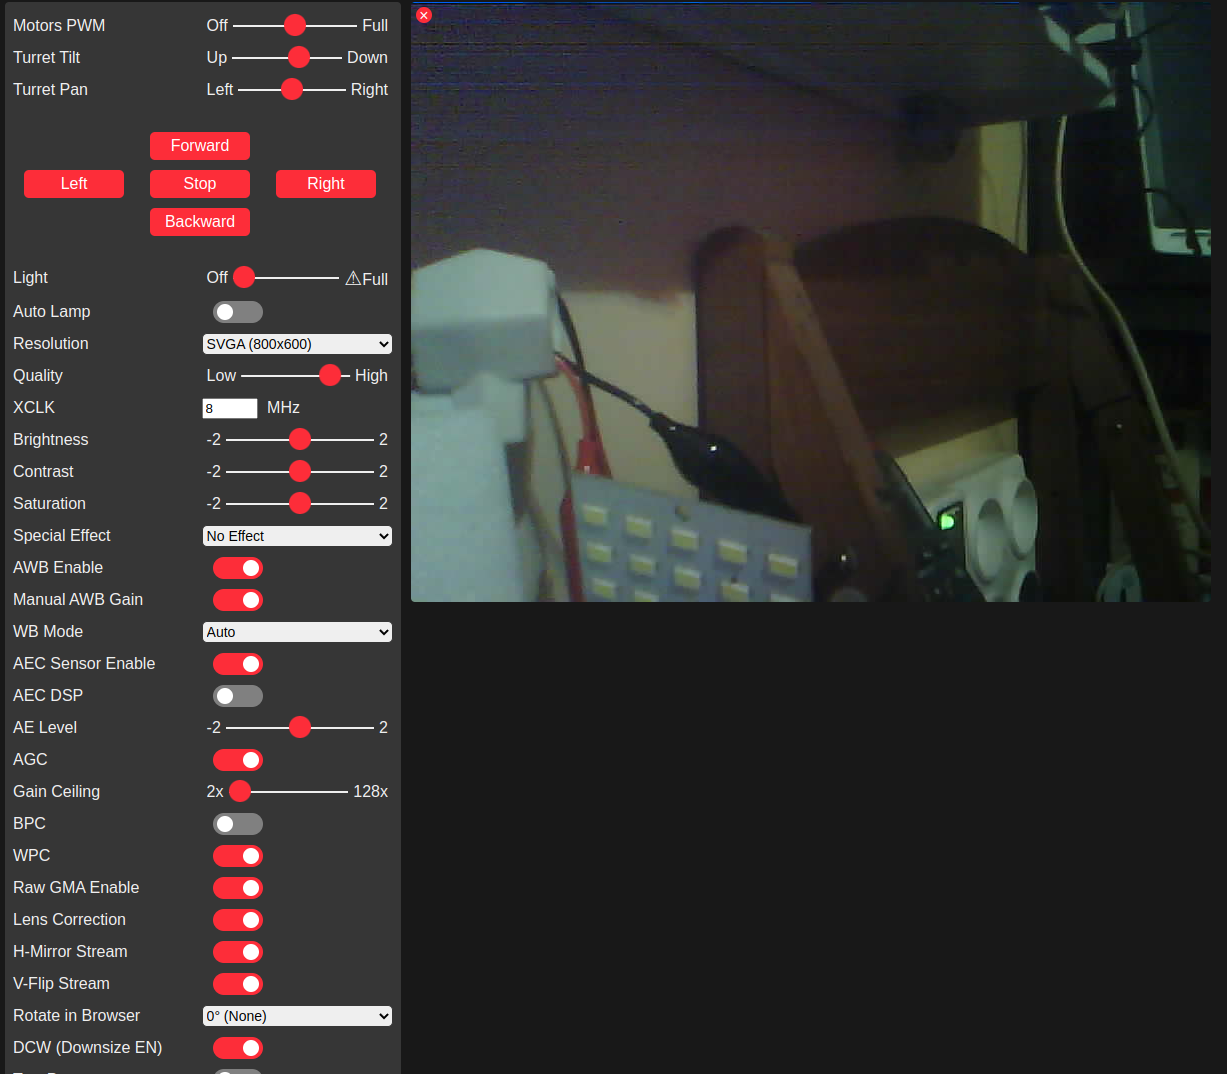 Motors PWM Off Full
Turret Tilt Up Down
Turret Pan Left Right
Forward
Left Stop Right
Backward
Light Off ⚠Full
Auto Lamp
Resolution SVGA (800x600)
Quality Low High
XCLK 8 MHz
Brightness -2 2
Contrast -2 2
Saturation -2 2
Special Effect No Effect
AWB Enable
Manual AWB Gain
WB Mode Auto
AEC Sensor Enable
AEC DSP
AE Level -2 2
AGC
Gain Ceiling 2x 128x
BPC
WPC
Raw GMA Enable
Lens Correction
H-Mirror Stream
V-Flip Stream
Rotate in Browser 0° (None)
DCW (Downsize EN)